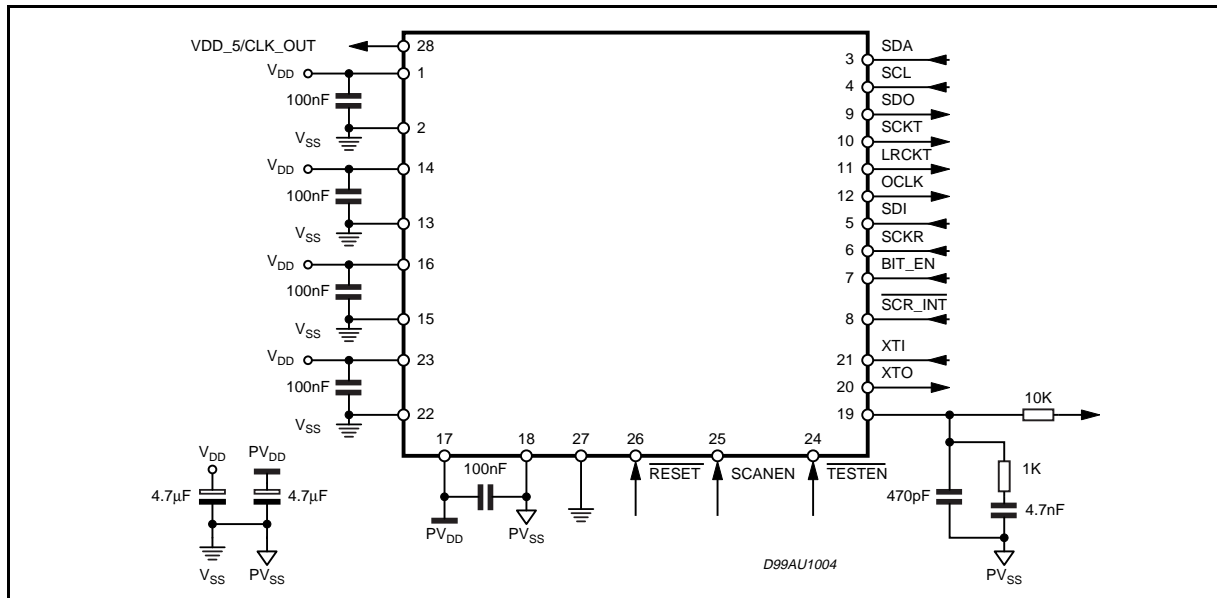 VDD_5/CLK_OUT
28
VDD
1
100nF
2
VSS
VDD
14
100nF
13
VSS
VDD
16
100nF
15
VSS
VDD
23
100nF
22
VSS
3
SDA
4
SCL
9
SDO
10
SCKT
11
LRCKT
12
OCLK
5
SDI
6
SCKR
7
BIT_EN
8
SCR_INT
21
XTI
20
XTO
19
10K
17
18
27
26
25
24
100nF
RESET
SCANEN
TESTEN
PVDD
PVSS
VDD
PVDD
4.7µF
4.7µF
VSS
PVSS
470pF
1K
4.7nF
PVSS
D99AU1004